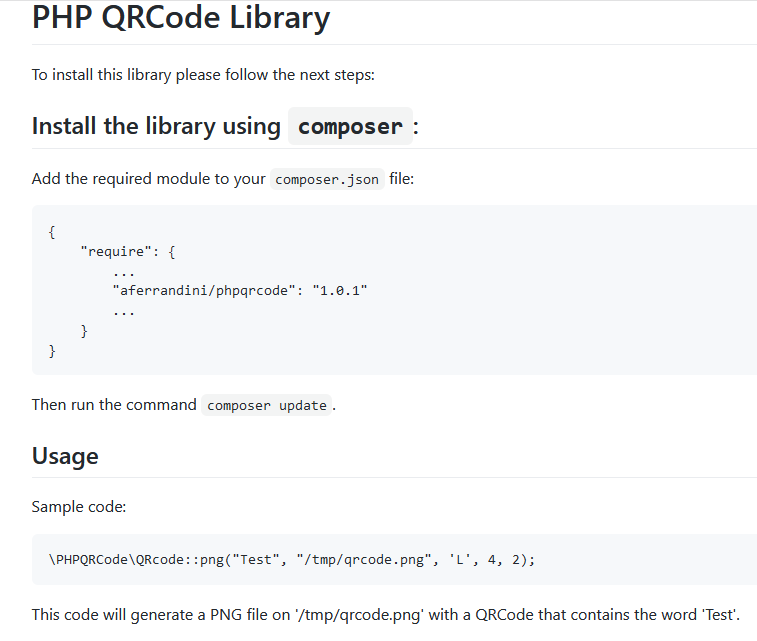 PHP QRCode Library
To install this library please follow the next steps:
Install the library using composer :
Add the required module to your composer.json file:
{
    "require": {
        ...
        "aferrandini/phpqrcode": "1.0.1"
        ...
    }
}
Then run the command composer update .
Usage
Sample code:
\PHPQRCode\QRcode::png("Test", "/tmp/qrcode.png", 'L', 4, 2);
This code will generate a PNG file on '/tmp/qrcode.png' with a QRCode that contains the word 'Test'.